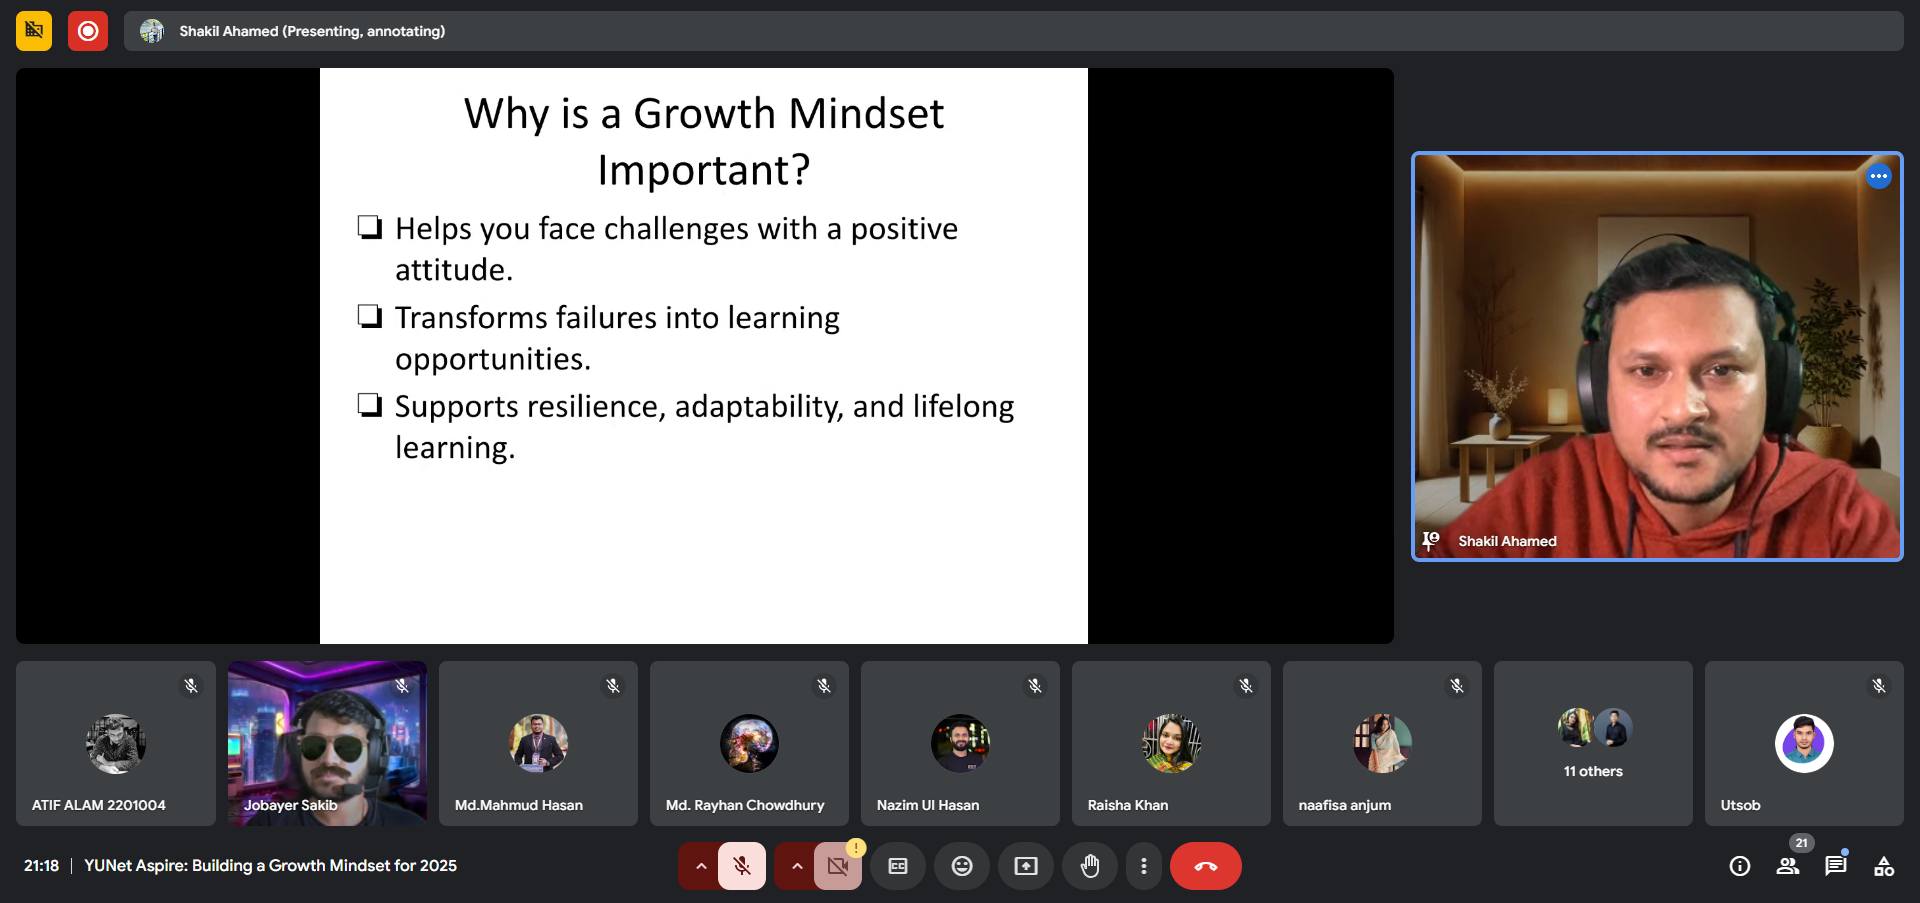 Shakil Ahamed (Presenting, annotating)
Why is a Growth Mindset
Important?
❑ Helps you face challenges with a positive
attitude.
❑ Transforms failures into learning
opportunities.
❑ Supports resilience, adaptability, and lifelong
learning.
Shakil Ahamed
ATIF ALAM 2201004
Jobayer Sakib
Md.Mahmud Hasan
Md. Rayhan Chowdhury
Nazim Ul Hasan
Raisha Khan
naafisa anjum
11 others
Utsob
21:18 | YUNet Aspire: Building a Growth Mindset for 2025
!
CC
21